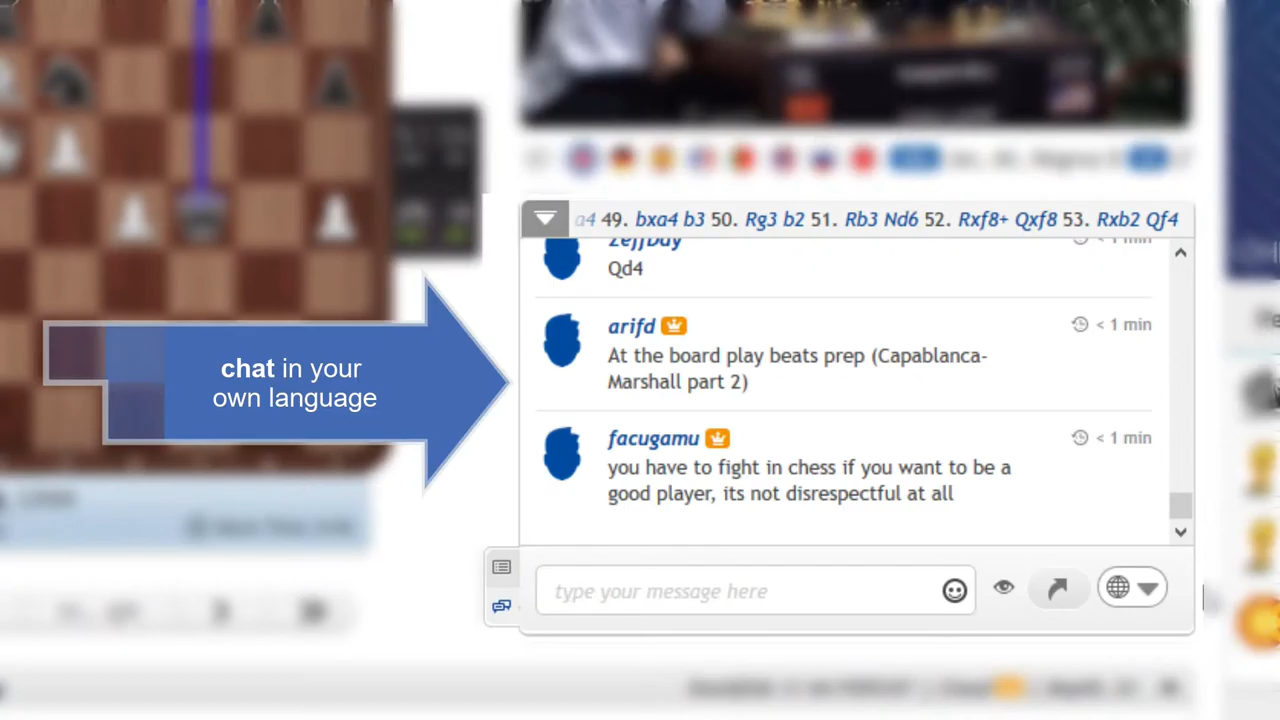 a4 49. bxa4 b3 50. Rg3 b2 51. Rb3 Nd6 52. Rxf8+ Qxf8 53. Rxb2 Qf4
zeffbay
< 1 min
Qd4
arifd
< 1 min
At the board play beats prep (Capablanca-
Marshall part 2)
chat in your
own language
facugamu
< 1 min
you have to fight in chess if you want to be a
good player, its not disrespectful at all
type your message here